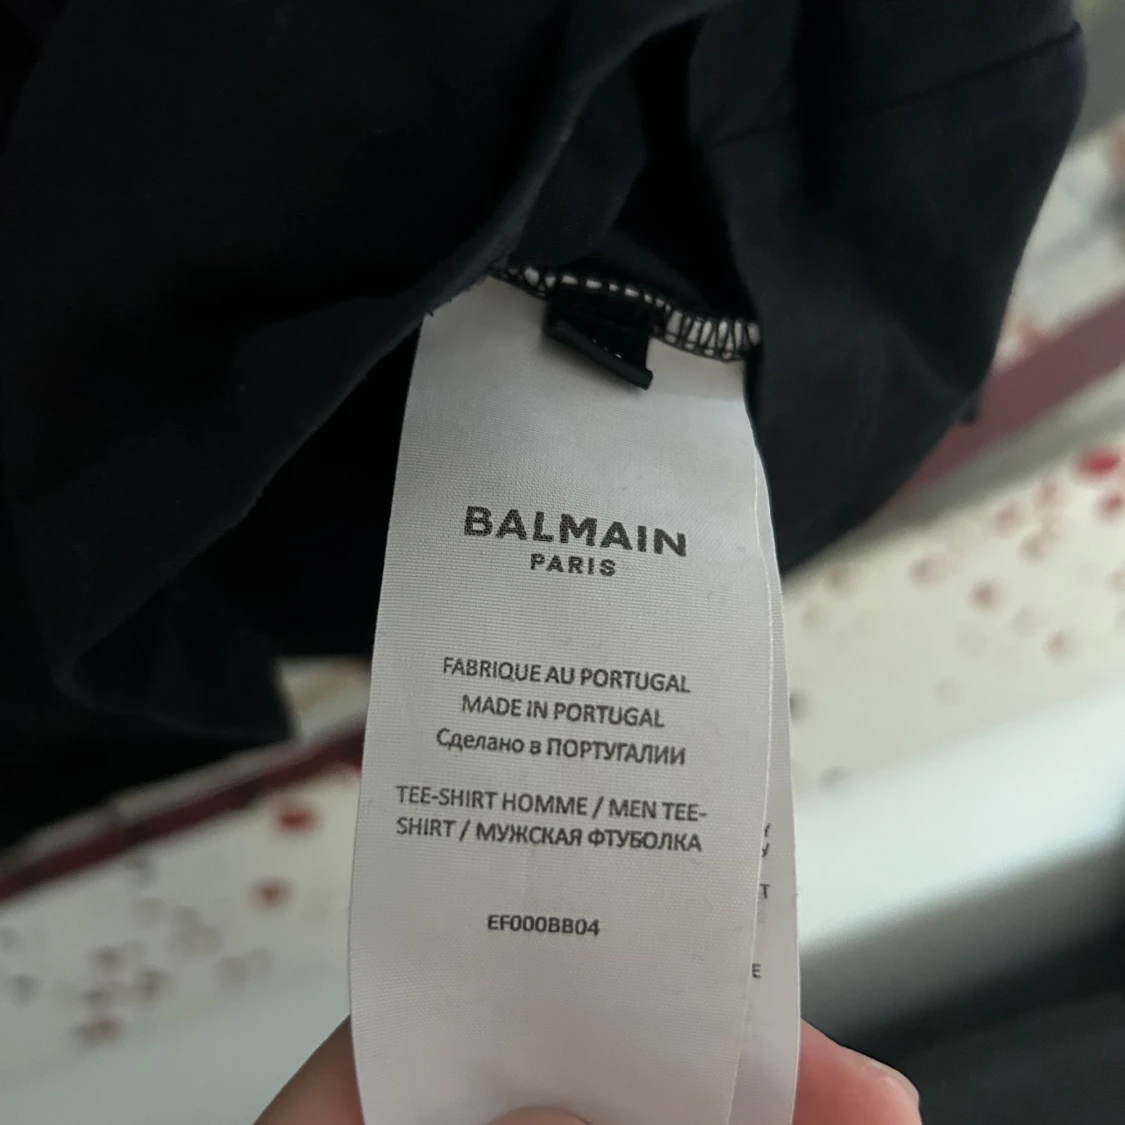 BALMAIN
PARIS
FABRIQUE AU PORTUGAL
MADE IN PORTUGAL
Сделано в ПОРТУГАЛИИ
TEE-SHIRT HOMME / MEN TEE-
SHIRT / МУЖСКАЯ ФТУБОЛКА
EF000BB04